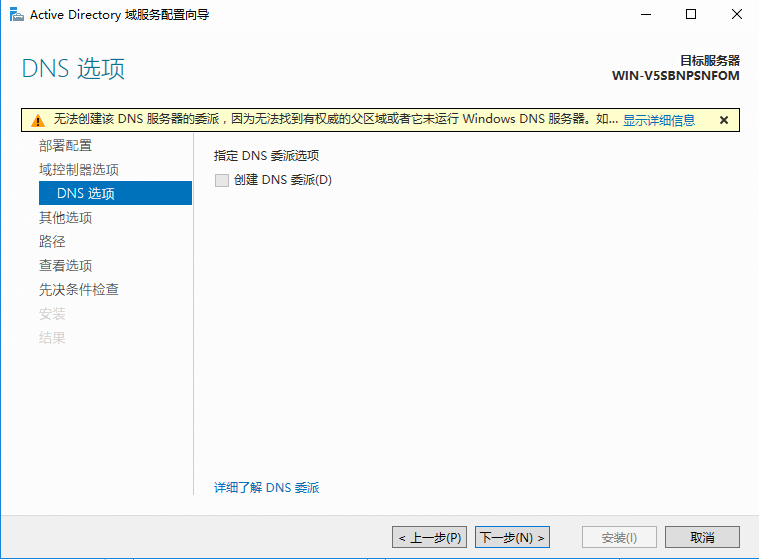 Active Directory 域服务配置向导
DNS 选项
目标服务器
WIN-V5SBNPSNFOM
无法创建该 DNS 服务器的委派，因为无法找到有权威的父区域或者它未运行 Windows DNS 服务器。如... 显示详细信息
部署配置
域控制器选项
DNS 选项
其他选项
路径
查看选项
先决条件检查
安装
结果
指定 DNS 委派选项
创建 DNS 委派(D)
详细了解 DNS 委派
< 上一步(P)
下一步(N) >
安装(I)
取消